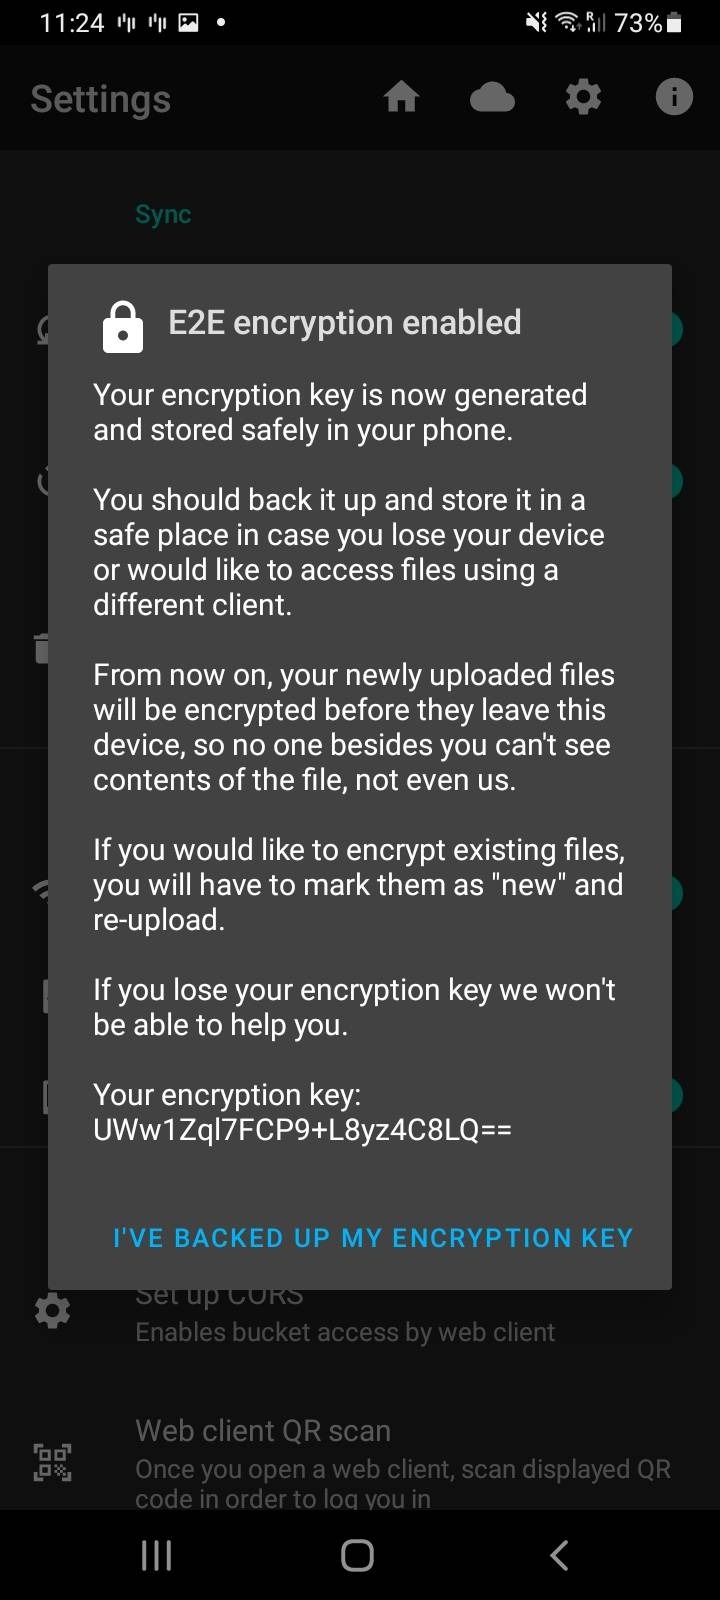 11:24
R
73%
Settings
Sync
E2E encryption enabled
Your encryption key is now generated
and stored safely in your phone.
You should back it up and store it in a
safe place in case you lose your device
or would like to access files using a
different client.
From now on, your newly uploaded files
will be encrypted before they leave this
device, so no one besides you can't see
contents of the file, not even us.
If you would like to encrypt existing files,
you will have to mark them as "new" and
re-upload.
If you lose your encryption key we won't
be able to help you.
Your encryption key:
UWw1Zql7FCP9+L8yz4C8LQ==
I'VE BACKED UP MY ENCRYPTION KEY
Set up CORS
Enables bucket access by web client
Web client QR scan
Once you open a web client, scan displayed QR
code in order to log you in